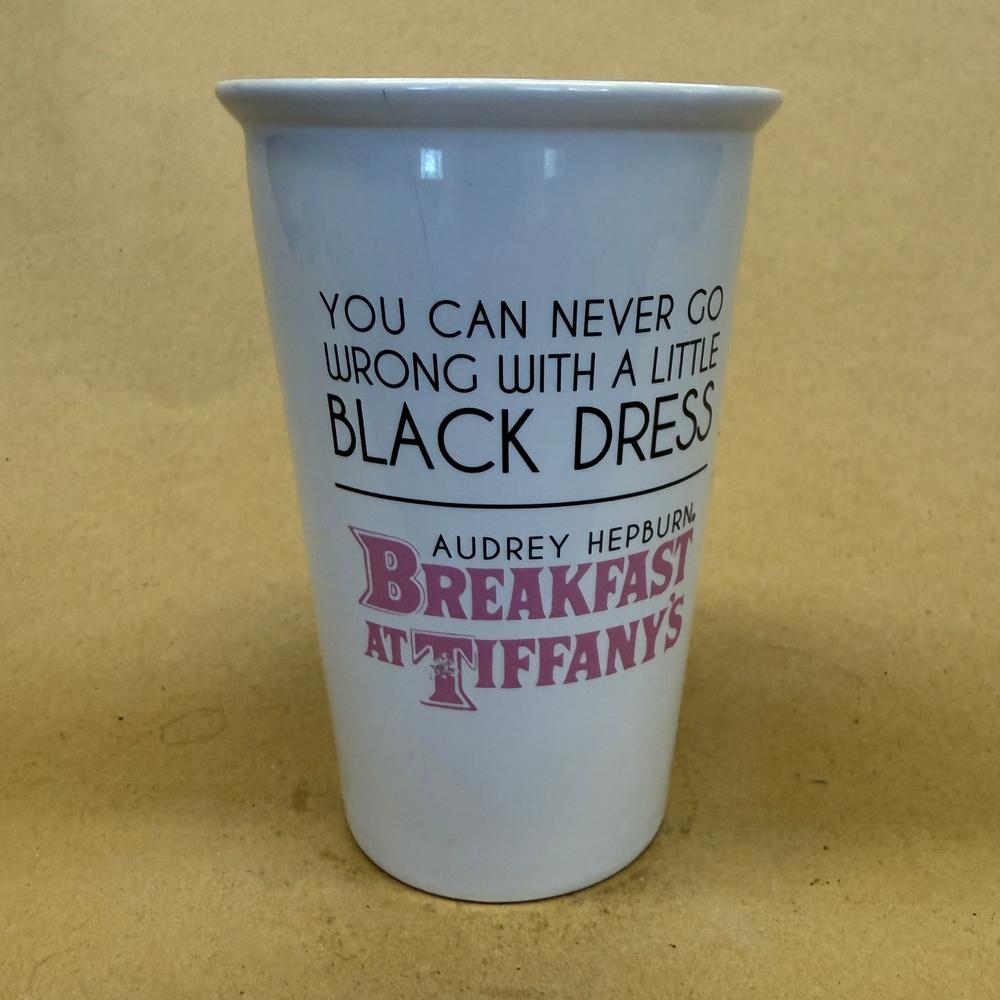 YOU CAN NEVER GO
WRONG WITH A LITTLE
BLACK DRESS.
AUDREY HEPBURN®
BREAKFAST
AT TIFFANY'S